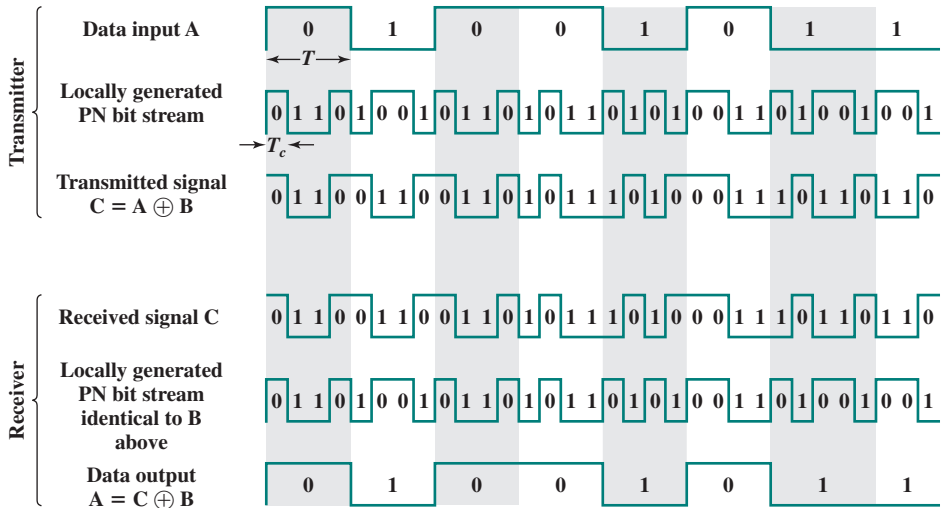 Transmitter
Data input A
0 1 0 0 1 0 1 1
T
Locally generated
PN bit stream
0 1 1 0 1 0 0 1 0 1 1 0 1 0 1 1 0 1 0 1 0 0 1 1 0 1 0 0 1 0 0 1
Tc
Transmitted signal
C = A ⊕ B
0 1 1 0 0 1 1 0 0 1 1 0 1 0 1 1 1 0 1 0 0 0 1 1 1 0 1 1 0 1 1 0
Receiver
Received signal C
0 1 1 0 0 1 1 0 0 1 1 0 1 0 1 1 1 0 1 0 0 0 1 1 1 0 1 1 0 1 1 0
Locally generated
PN bit stream
identical to B
above
0 1 1 0 1 0 0 1 0 1 1 0 1 0 1 1 0 1 0 1 0 0 1 1 0 1 0 0 1 0 0 1
Data output
A = C ⊕ B
0 1 0 0 1 0 1 1